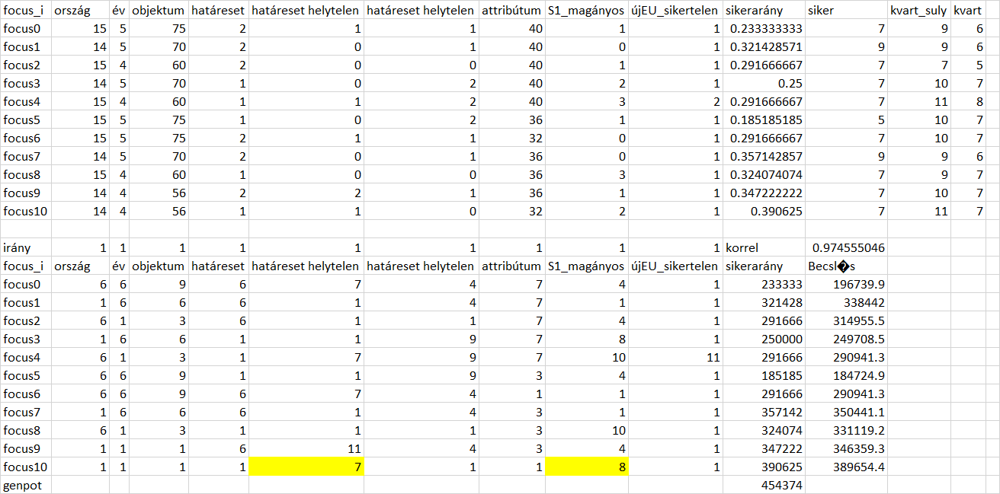 focus_i ország év objektum határeset határeset helytelen határeset helytelen attribútum S1_magányos újEU_sikertelen sikerarány siker kvart_suly kvart
focus0 15 5 75 2 1 1 40 1 1 0.233333333 7 9 6
focus1 14 5 70 2 0 1 40 0 1 0.321428571 9 9 6
focus2 15 4 60 2 0 0 40 1 1 0.291666667 7 7 5
focus3 14 5 70 1 0 2 40 2 1 0.25 7 10 7
focus4 15 4 60 1 1 2 40 3 2 0.291666667 7 11 8
focus5 15 5 75 1 0 2 36 1 1 0.185185185 5 10 7
focus6 15 5 75 2 1 1 32 0 1 0.291666667 7 10 7
focus7 14 5 70 2 0 1 36 0 1 0.357142857 9 9 6
focus8 15 4 60 1 0 0 36 3 1 0.324074074 7 9 7
focus9 14 4 56 2 2 1 36 1 1 0.347222222 7 10 7
focus10 14 4 56 1 1 0 32 2 1 0.390625 7 11 7
irány 1 1 1 1 1 1 1 1 1 korrel 0.974555046
focus_i ország év objektum határeset határeset helytelen határeset helytelen attribútum S1_magányos újEU_sikertelen sikerarány Becsl�s
focus0 6 6 9 6 7 4 7 4 1 233333 196739.9
focus1 1 6 6 6 1 4 7 1 1 321428 338442
focus2 6 1 3 6 1 1 7 4 1 291666 314955.5
focus3 1 6 6 1 1 9 7 8 1 250000 249708.5
focus4 6 1 3 1 7 9 7 10 11 291666 290941.3
focus5 6 6 9 1 1 9 3 4 1 185185 184724.9
focus6 6 6 9 6 7 4 1 1 1 291666 290941.3
focus7 1 6 6 6 1 4 3 1 1 357142 350441.1
focus8 6 1 3 1 1 1 3 10 1 324074 331119.2
focus9 1 1 1 6 11 4 3 4 1 347222 346359.3
focus10 1 1 1 1 7 1 1 8 1 390625 389654.4
genpot 454374